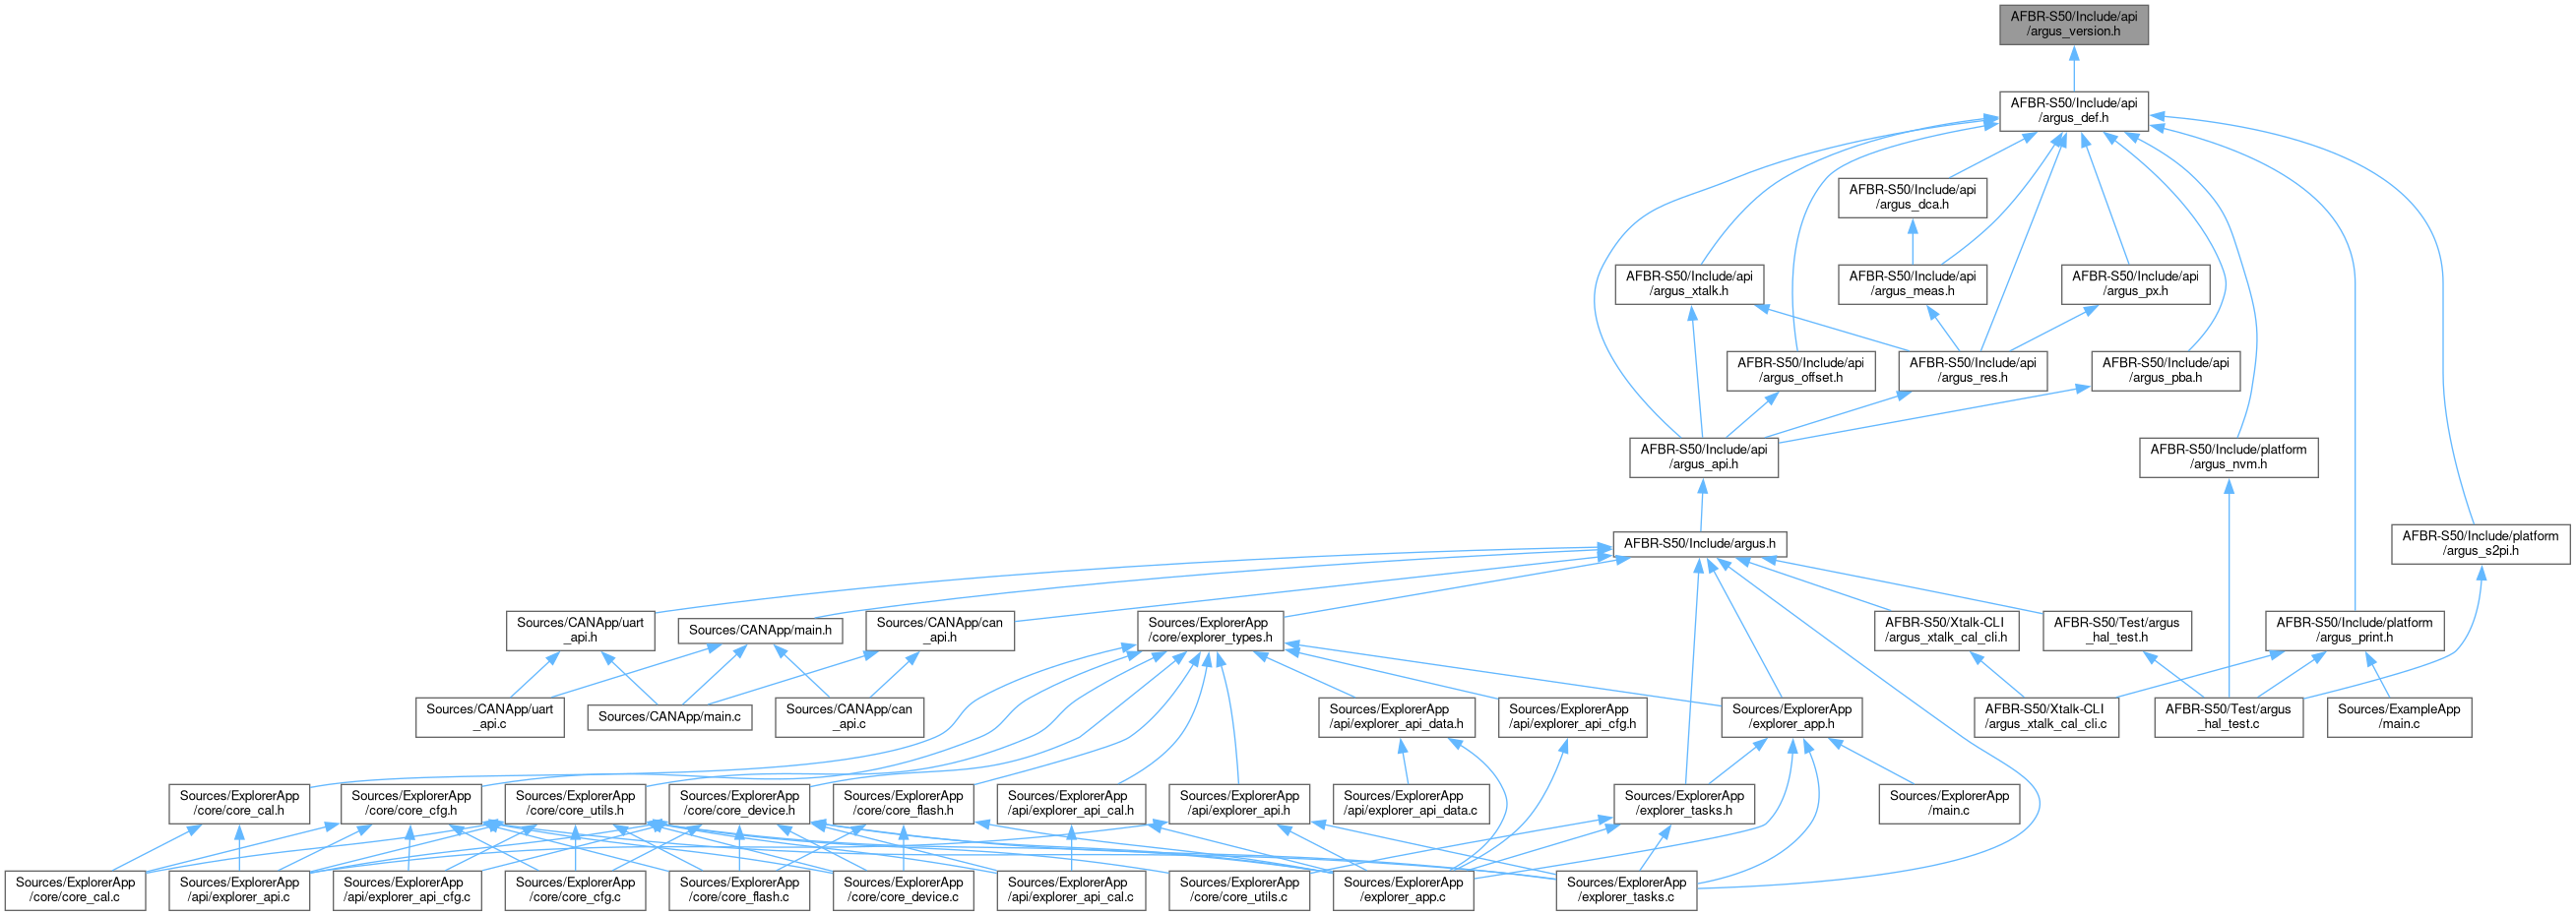 AFBR-S50/Include/api
/argus_version.h
AFBR-S50/Include/api
/argus_def.h
AFBR-S50/Include/api
/argus_dca.h
AFBR-S50/Include/api
/argus_xtalk.h
AFBR-S50/Include/api
/argus_meas.h
AFBR-S50/Include/api
/argus_px.h
AFBR-S50/Include/api
/argus_offset.h
AFBR-S50/Include/api
/argus_res.h
AFBR-S50/Include/api
/argus_pba.h
AFBR-S50/Include/api
/argus_api.h
AFBR-S50/Include/platform
/argus_nvm.h
AFBR-S50/Include/argus.h
AFBR-S50/Include/platform
/argus_s2pi.h
Sources/CANApp/uart
_api.h
Sources/CANApp/main.h
Sources/CANApp/can
_api.h
Sources/ExplorerApp
/core/explorer_types.h
AFBR-S50/Xtalk-CLI
/argus_xtalk_cal_cli.h
AFBR-S50/Test/argus
_hal_test.h
AFBR-S50/Include/platform
/argus_print.h
Sources/CANApp/uart
_api.c
Sources/CANApp/main.c
Sources/CANApp/can
_api.c
Sources/ExplorerApp
/api/explorer_api_data.h
Sources/ExplorerApp
/api/explorer_api_cfg.h
Sources/ExplorerApp
/explorer_app.h
AFBR-S50/Xtalk-CLI
/argus_xtalk_cal_cli.c
AFBR-S50/Test/argus
_hal_test.c
Sources/ExampleApp
/main.c
Sources/ExplorerApp
/core/core_cal.h
Sources/ExplorerApp
/core/core_cfg.h
Sources/ExplorerApp
/core/core_utils.h
Sources/ExplorerApp
/core/core_device.h
Sources/ExplorerApp
/core/core_flash.h
Sources/ExplorerApp
/api/explorer_api_cal.h
Sources/ExplorerApp
/api/explorer_api.h
Sources/ExplorerApp
/api/explorer_api_data.c
Sources/ExplorerApp
/explorer_tasks.h
Sources/ExplorerApp
/main.c
Sources/ExplorerApp
/core/core_cal.c
Sources/ExplorerApp
/api/explorer_api.c
Sources/ExplorerApp
/api/explorer_api_cfg.c
Sources/ExplorerApp
/core/core_cfg.c
Sources/ExplorerApp
/core/core_flash.c
Sources/ExplorerApp
/core/core_device.c
Sources/ExplorerApp
/api/explorer_api_cal.c
Sources/ExplorerApp
/core/core_utils.c
Sources/ExplorerApp
/explorer_app.c
Sources/ExplorerApp
/explorer_tasks.c